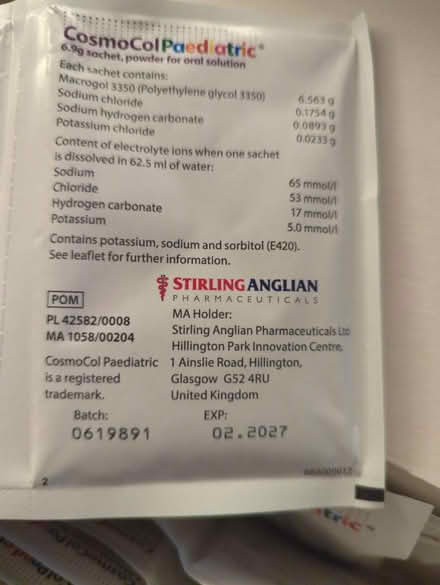 CosmoColPaediatric®
6.9g sachet, powder for oral solution
Each sachet contains:
Macrogol 3350 (Polyethylene glycol 3350) 6.563 g
Sodium chloride 0.1754 g
Sodium hydrogen carbonate 0.0893 g
Potassium chloride 0.0233 g
Content of electrolyte ions when one sachet
is dissolved in 62.5 ml of water:
Sodium 65 mmol/l
Chloride 53 mmol/l
Hydrogen carbonate 17 mmol/l
Potassium 5.0 mmol/l
Contains potassium, sodium and sorbitol (E420).
See leaflet for further information.
STIRLING ANGLIAN
PHARMACEUTICALS
POM
PL 42582/0008
MA 1058/00204
CosmoCol Paediatric
is a registered
trademark.
MA Holder:
Stirling Anglian Pharmaceuticals Ltd
Hillington Park Innovation Centre,
1 Ainslie Road, Hillington,
Glasgow G52 4RU
United Kingdom
Batch: EXP:
0619891 02.2027
2
tric